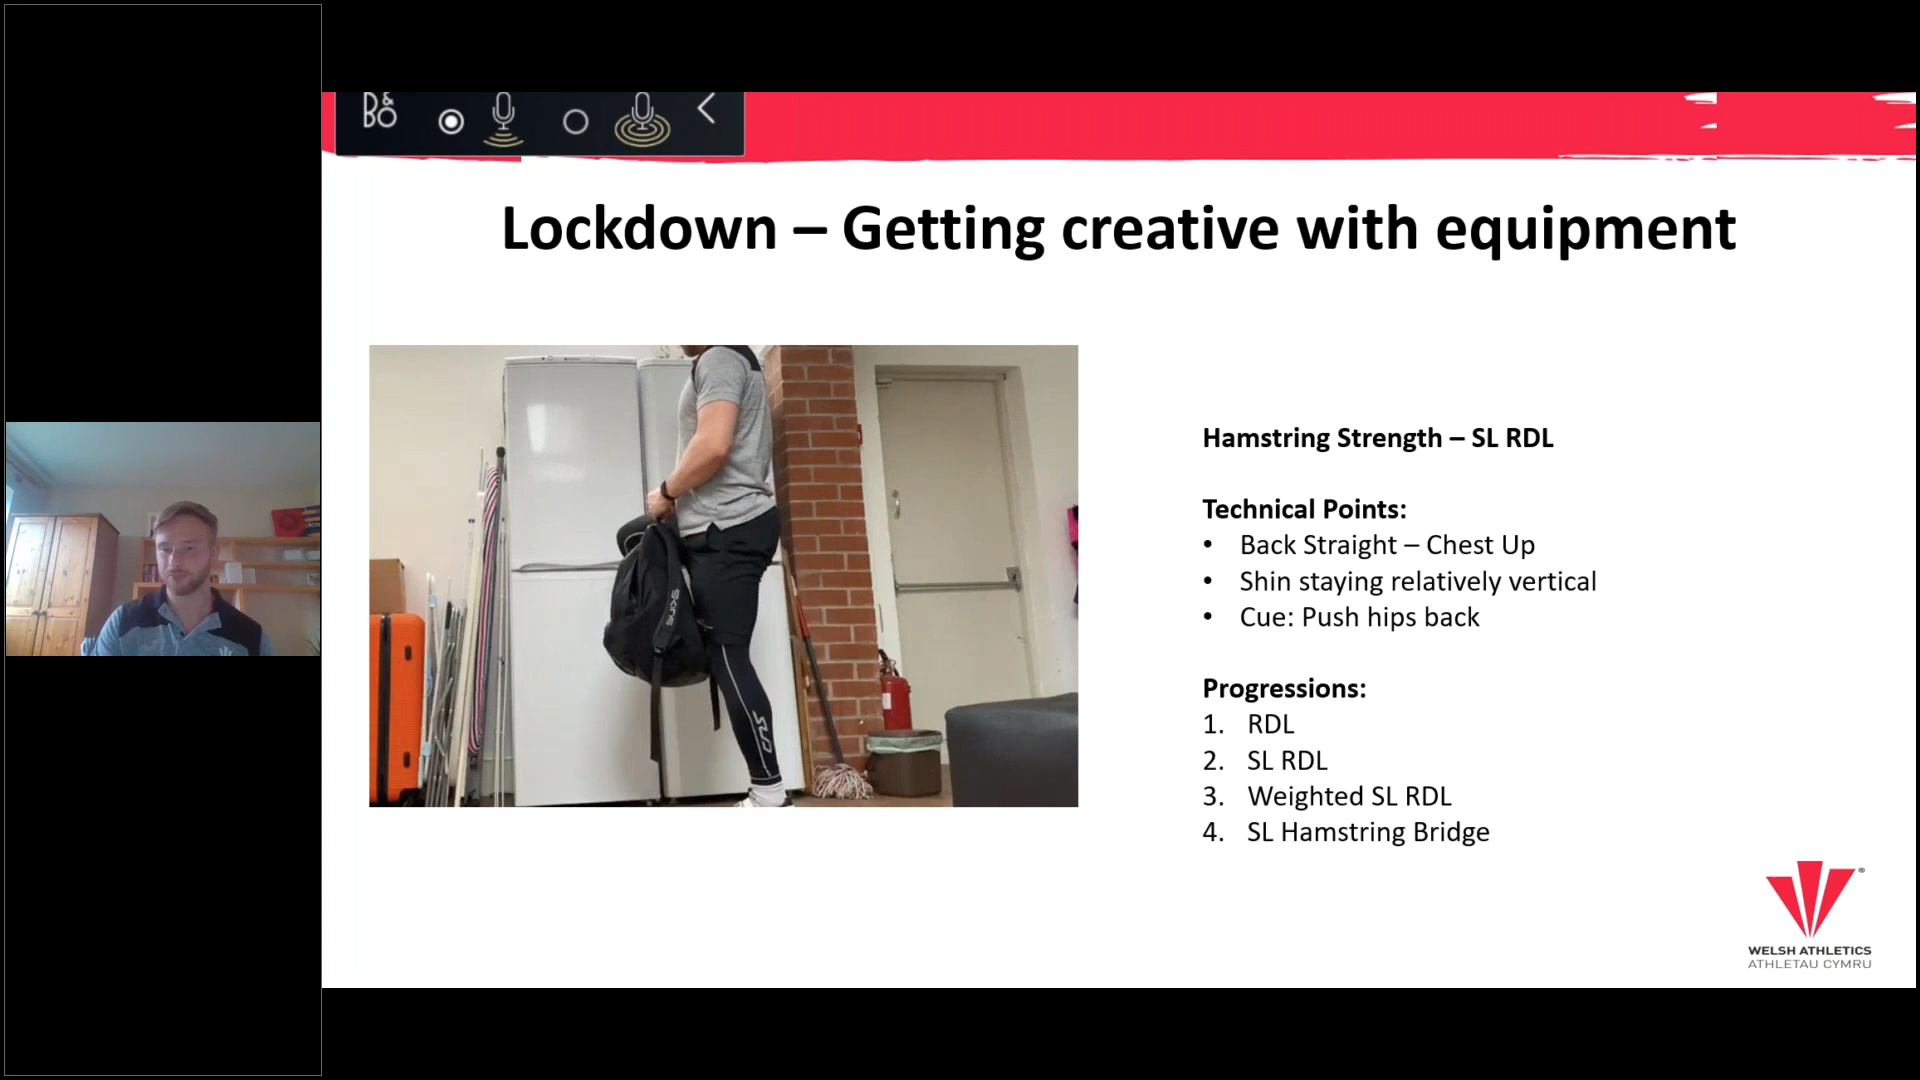 B&O
Lockdown – Getting creative with equipment
SKINS
SUB
Hamstring Strength – SL RDL
Technical Points:
• Back Straight – Chest Up
• Shin staying relatively vertical
• Cue: Push hips back
Progressions:
1. RDL
2. SL RDL
3. Weighted SL RDL
4. SL Hamstring Bridge
WELSH ATHLETICS
ATHLETAU CYMRU